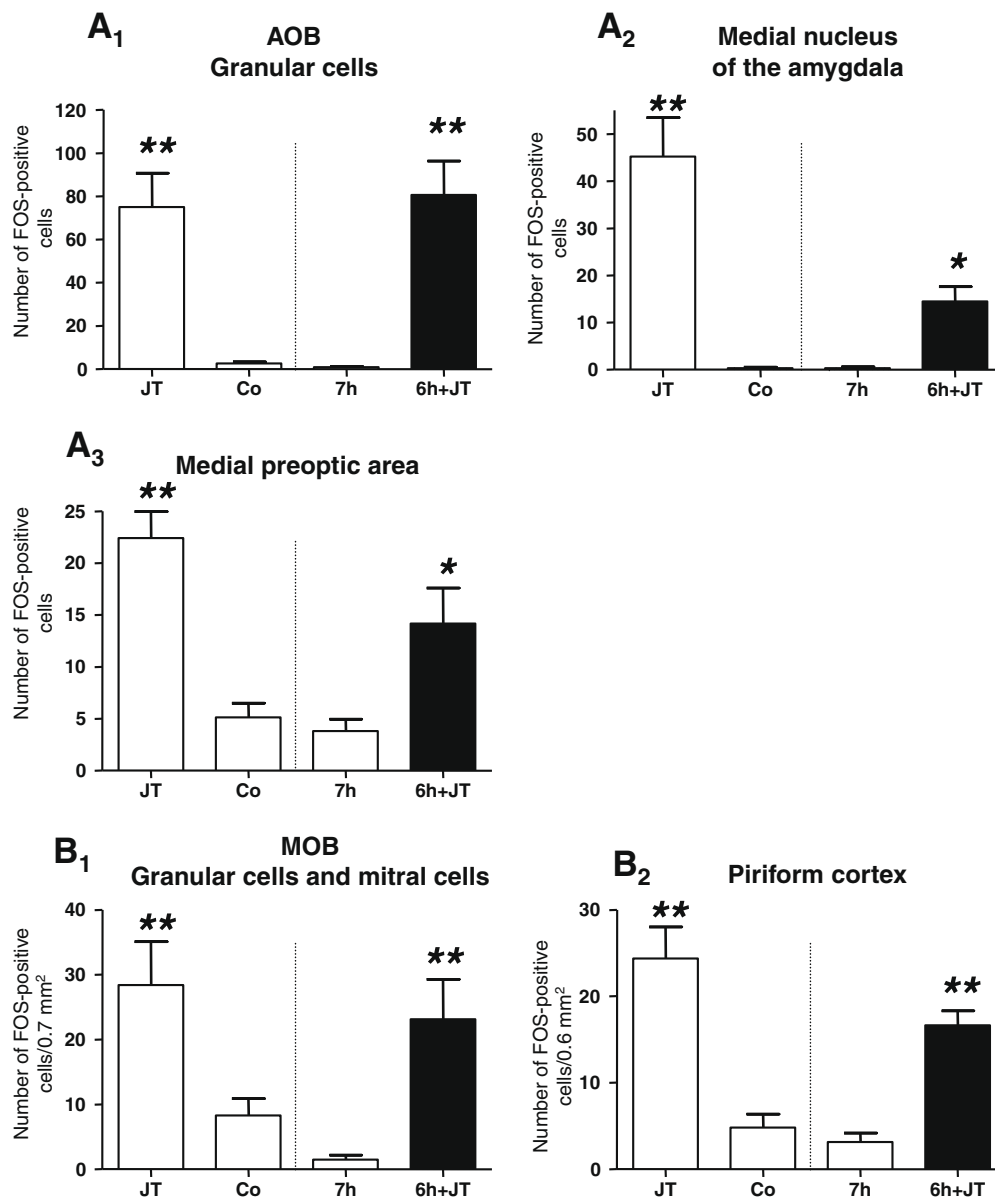 A1
AOB
Granular cells
Number of FOS-positive
cells
120
100
80
60
40
20
0
**
**
JT
Co
7h
6h+JT
A2
Medial nucleus
of the amygdala
Number of FOS-positive
cells
50
40
30
20
10
0
**
*
JT
Co
7h
6h+JT
A3
Medial preoptic area
Number of FOS-positive
cells
25
20
15
10
5
0
**
*
JT
Co
7h
6h+JT
B1
MOB
Granular cells and mitral cells
Number of FOS-positive
cells/0.7 mm²
40
30
20
10
0
**
**
JT
Co
7h
6h+JT
B2
Piriform cortex
Number of FOS-positive
cells/0.6 mm²
30
20
10
0
**
**
JT
Co
7h
6h+JT